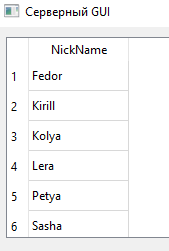 Серверный GUI
NickName
1 Fedor
2 Kirill
3 Kolya
4 Lera
5 Petya
6 Sasha